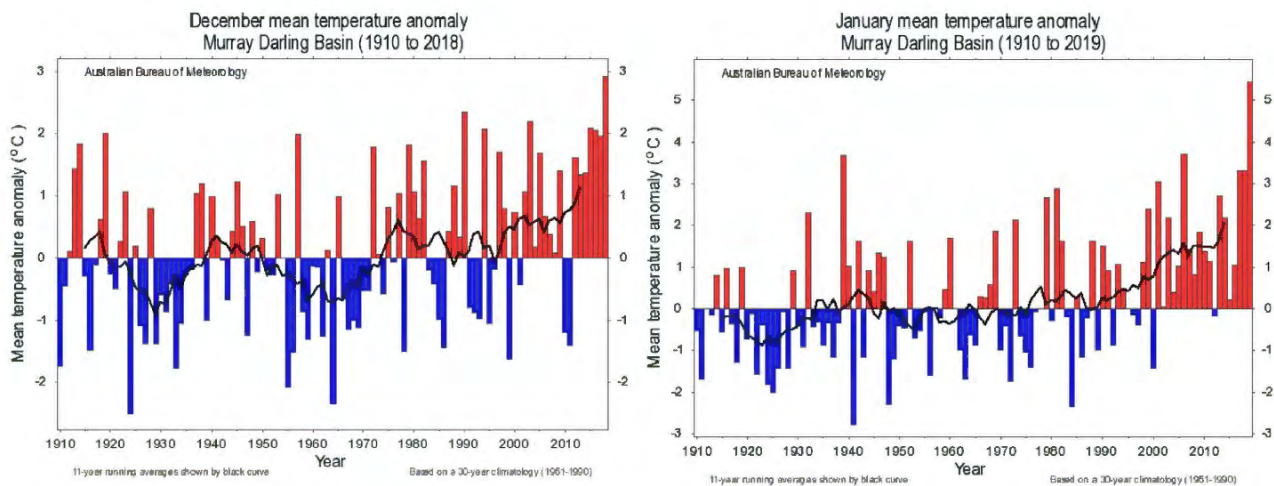 December mean temperature anomaly
Murray Darling Basin (1910 to 2018)
Australian Bureau of Meteorology
Mean temperature anomaly (°C)
3
2
1
0
-1
-2
3
2
1
0
-1
-2
1910 1920 1930 1940 1950 1960 1970 1980 1990 2000 2010
Year
11-year running averages shown by black curve
Based on a 30-year climatology (1961-1990)
January mean temperature anomaly
Murray Darling Basin (1910 to 2019)
Australian Bureau of Meteorology
Mean temperature anomaly (°C)
5
4
3
2
1
0
-1
-2
-3
5
4
3
2
1
0
-1
-2
-3
1910 1920 1930 1940 1950 1960 1970 1980 1990 2000 2010
Year
11-year running averages shown by black curve
Based on a 30-year climatology (1961-1990)